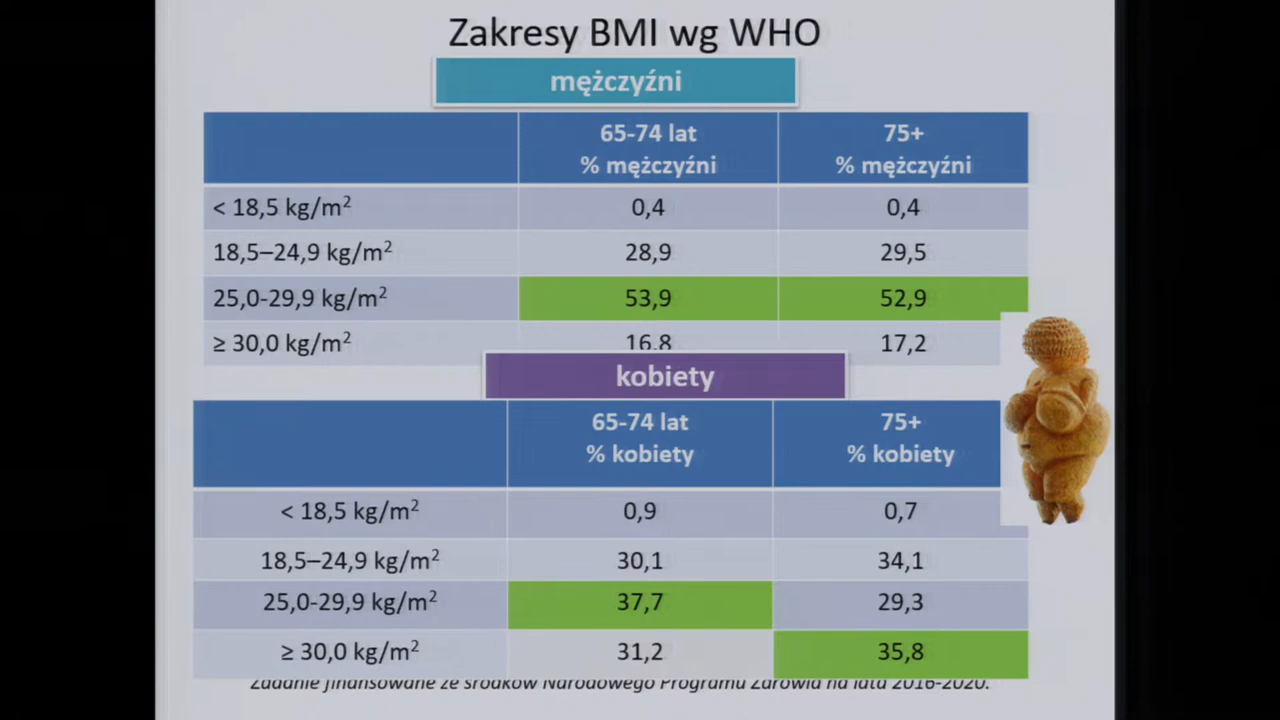 Zakresy BMI wg WHO
mężczyźni
65-74 lat 75+
% mężczyźni % mężczyźni
< 18,5 kg/m² 0,4 0,4
18,5–24,9 kg/m² 28,9 29,5
25,0-29,9 kg/m² 53,9 52,9
≥ 30,0 kg/m² 16,8 17,2
kobiety
65-74 lat 75+
% kobiety % kobiety
< 18,5 kg/m² 0,9 0,7
18,5–24,9 kg/m² 30,1 34,1
25,0-29,9 kg/m² 37,7 29,3
≥ 30,0 kg/m² 31,2 35,8
Zadanie finansowane ze środków Narodowego Programu Zdrowia na lata 2016-2020.